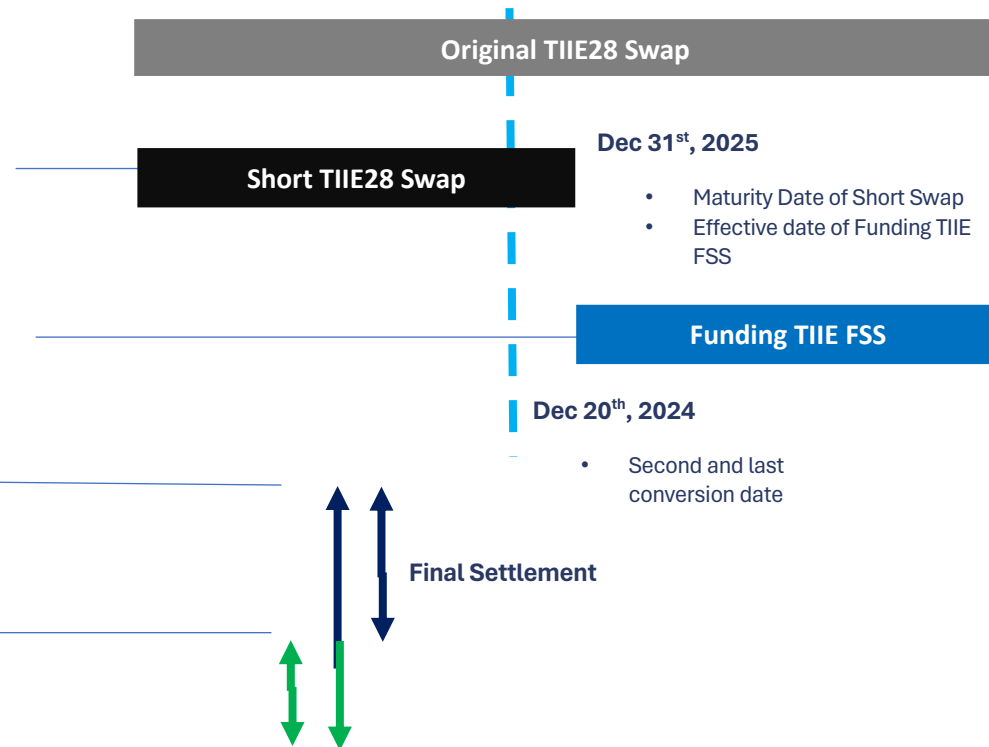 Original TIIE28 Swap
Dec 31st, 2025
Short TIIE28 Swap
• Maturity Date of Short Swap
• Effective date of Funding TIIE
FSS
Funding TIIE FSS
Dec 20th, 2024
• Second and last
conversion date
Final Settlement